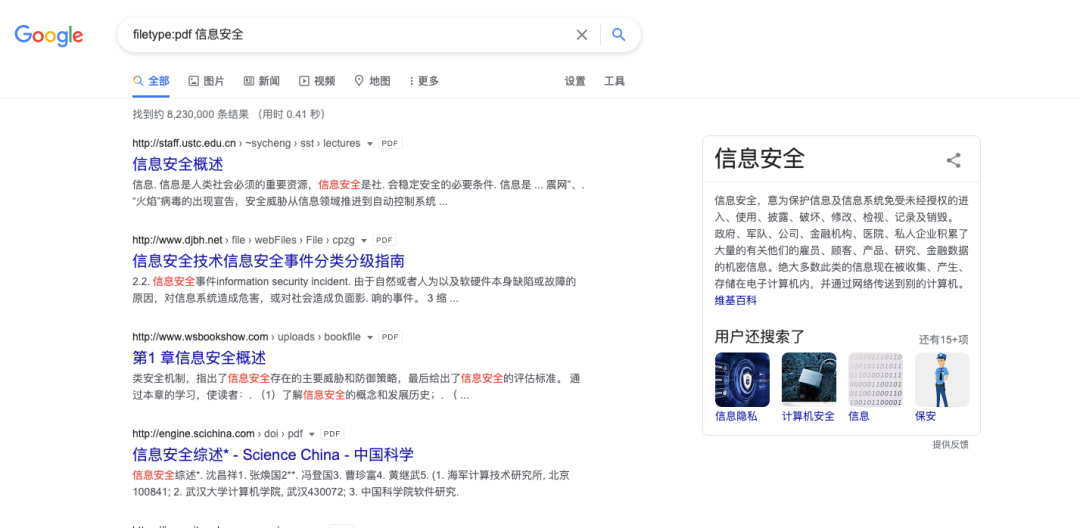 Google
filetype:pdf 信息安全
全部 图片 新闻 视频 地图 更多 设置 工具
找到约 8,230,000 条结果 （用时 0.41 秒）
http://staff.ustc.edu.cn › ~sycheng › sst › lectures PDF
信息安全概述
信息. 信息是人类社会必须的重要资源，信息安全是社. 会稳定安全的必要条件. 信息是 ... 震网”、.
“火焰”病毒的出现宣告，安全威胁从信息领域推进到自动控制系统 ...
http://www.djbh.net › file › webFiles › File › cpzg PDF
信息安全技术信息安全事件分类分级指南
2.2. 信息安全事件information security incident. 由于自然或者人为以及软硬件本身缺陷或故障的
原因，对信息系统造成危害，或对社会造成负面影. 响的事件。 3 缩 ...
http://www.wsbookshow.com › uploads › bookfile PDF
第1 章信息安全概述
类安全机制，指出了信息安全存在的主要威胁和防御策略，最后给出了信息安全的评估标准。 通
过本章的学习，使读者：. （1）了解信息安全的概念和发展历史；. （ ...
http://engine.scichina.com › doi › pdf PDF
信息安全综述* - Science China - 中国科学
信息安全综述*. 沈昌祥1. 张焕国2**. 冯登国3. 曹珍富4. 黄继武5. (1. 海军计算技术研究所, 北京
100841; 2. 武汉大学计算机学院, 武汉430072; 3. 中国科学院软件研究.
信息安全
信息安全，意为保护信息及信息系统免受未经授权的进
入、使用、披露、破坏、修改、检视、记录及销毁。
政府、军队、公司、金融机构、医院、私人企业积累了
大量的有关他们的雇员、顾客、产品、研究、金融数据
的机密信息。绝大多数此类的信息现在被收集、产生、
存储在电子计算机内，并通过网络传送到别的计算机。
维基百科
用户还搜索了 还有15+项
信息隐私 计算机安全 信息 保安
提供反馈